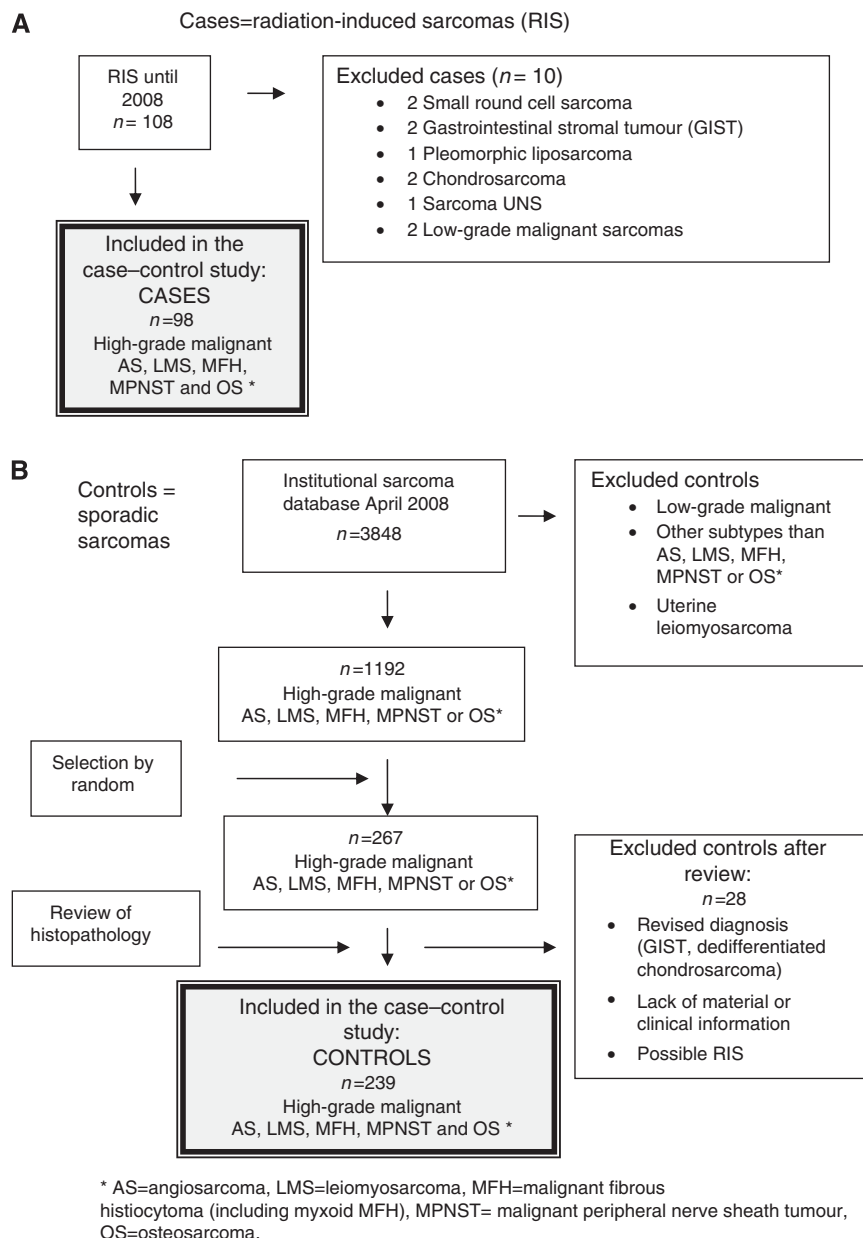 A
Cases=radiation-induced sarcomas (RIS)
RIS until
2008
n= 108
Excluded cases (n= 10)
• 2 Small round cell sarcoma
• 2 Gastrointestinal stromal tumour (GIST)
• 1 Pleomorphic liposarcoma
• 2 Chondrosarcoma
• 1 Sarcoma UNS
• 2 Low-grade malignant sarcomas
Included in the
case–control study:
CASES
n=98
High-grade malignant
AS, LMS, MFH,
MPNST and OS *
B
Controls =
sporadic
sarcomas
Institutional sarcoma
database April 2008
n=3848
Excluded controls
• Low-grade malignant
• Other subtypes than
AS, LMS, MFH,
MPNST or OS*
• Uterine
leiomyosarcoma
n=1192
High-grade malignant
AS, LMS, MFH, MPNST or OS*
Selection by
random
n=267
High-grade malignant
AS, LMS, MFH, MPNST or OS*
Review of
histopathology
Excluded controls after
review:
n=28
• Revised diagnosis
(GIST, dedifferentiated
chondrosarcoma)
• Lack of material or
clinical information
• Possible RIS
Included in the case–control
study:
CONTROLS
n=239
High-grade malignant
AS, LMS, MFH, MPNST and OS *
* AS=angiosarcoma, LMS=leiomyosarcoma, MFH=malignant fibrous
histiocytoma (including myxoid MFH), MPNST= malignant peripheral nerve sheath tumour,
OS=osteosarcoma.